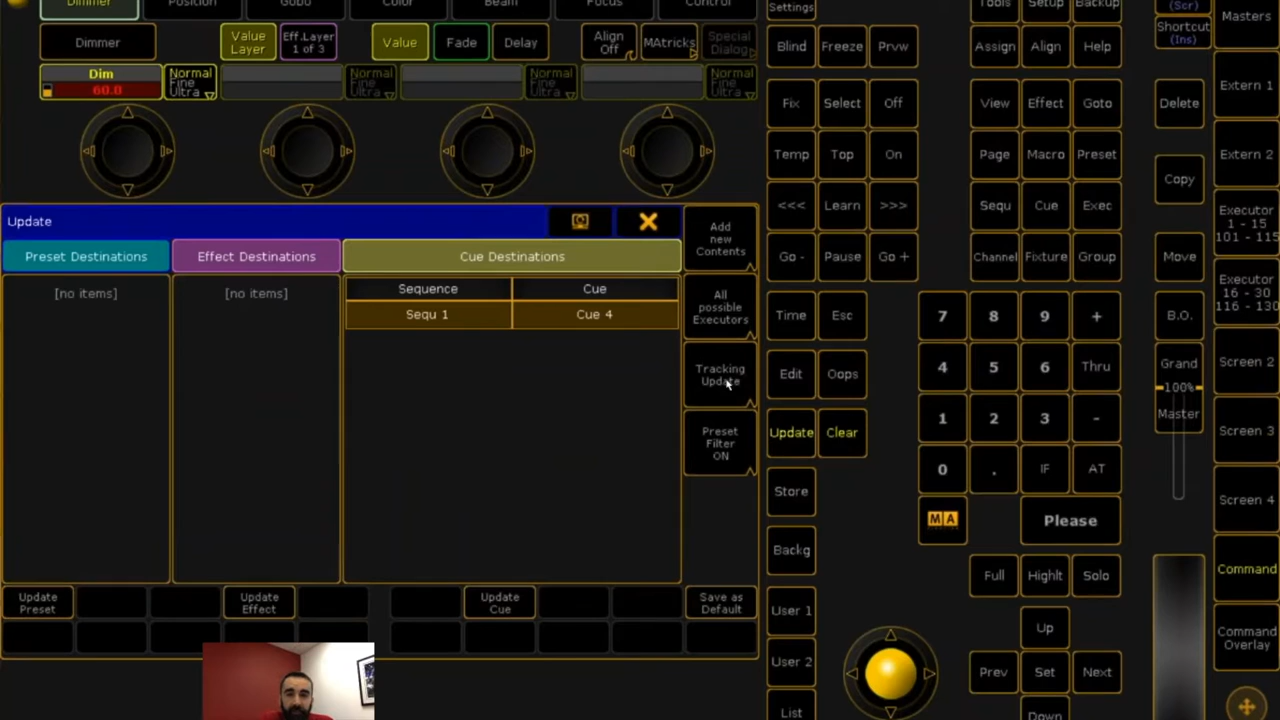 Dimmer Position Gobo Color Beam Focus Control
Dimmer
Value
Layer
Eff.Layer
1 of 3
Value
Fade
Delay
Align
Off
MAtricks
Special
Dialog
Dim
60.0
Normal
Fine
Ultra
Normal
Fine
Ultra
Normal
Fine
Ultra
Normal
Fine
Ultra
Update
Preset Destinations
Effect Destinations
Cue Destinations
[no items]
[no items]
Sequence Cue
Sequ 1 Cue 4
Add
new
Contents
All
possible
Executors
Tracking
Update
Preset
Filter
ON
Update
Preset
Update
Effect
Update
Cue
Save as
Default
Settings
Tools Setup Backup
Blind Freeze Prvw
Assign Align Help
Fix Select Off
View Effect Goto
Temp Top On
Page Macro Preset
<<< Learn >>>
Sequ Cue Exec
Go - Pause Go +
Channel Fixture Group
Time Esc
7 8 9 +
Edit Oops
4 5 6 Thru
Update Clear
1 2 3 -
Store
0 . IF AT
Backg
MA
Please
Full Highlt Solo
User 1
Up
User 2
Prev Set Next
List
Down
(Scr)
Shortcut
(Ins)
Delete
Copy
Move
B.O.
Grand
100%
Master
Masters
Extern 1
Extern 2
Executor
1 - 15
101 - 115
Executor
16 - 30
116 - 130
Screen 2
Screen 3
Screen 4
Command
Command
Overlay